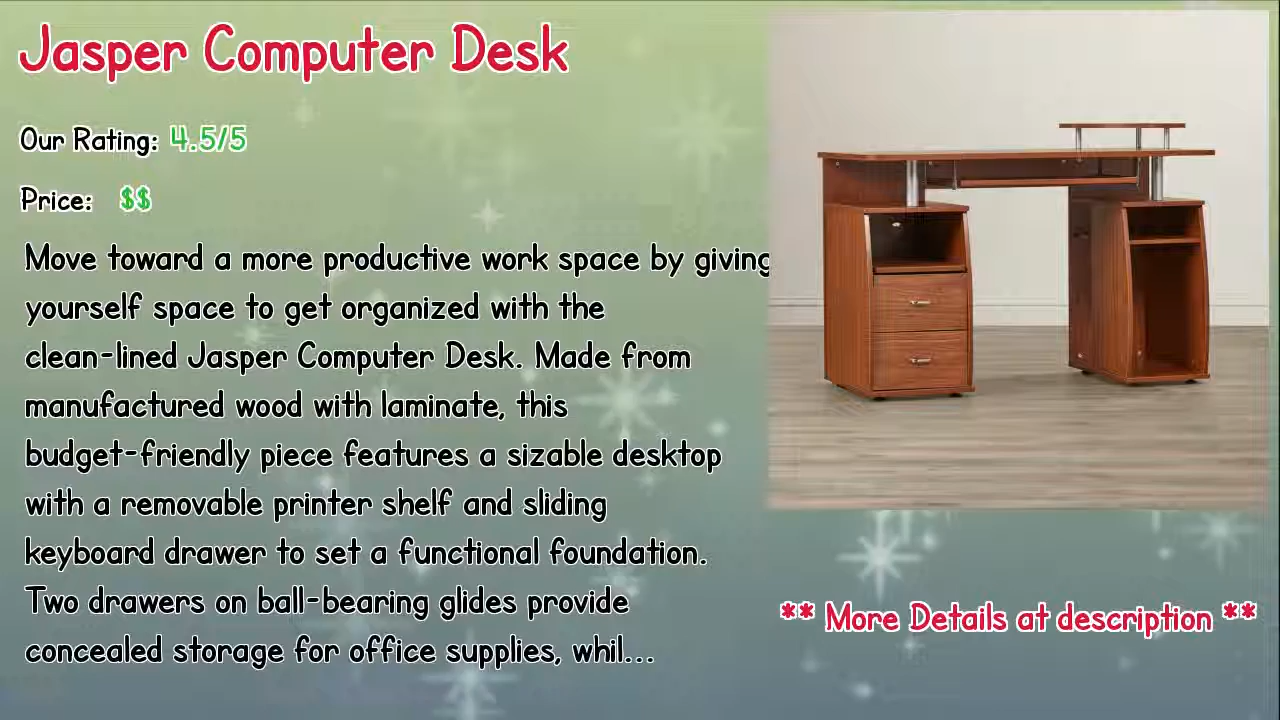 Jasper Computer Desk
Our Rating: 4.5/5
Price: $$
Move toward a more productive work space by giving
yourself space to get organized with the
clean-lined Jasper Computer Desk. Made from
manufactured wood with laminate, this
budget-friendly piece features a sizable desktop
with a removable printer shelf and sliding
keyboard drawer to set a functional foundation.
Two drawers on ball-bearing glides provide
concealed storage for office supplies, whil...
** More Details at description **